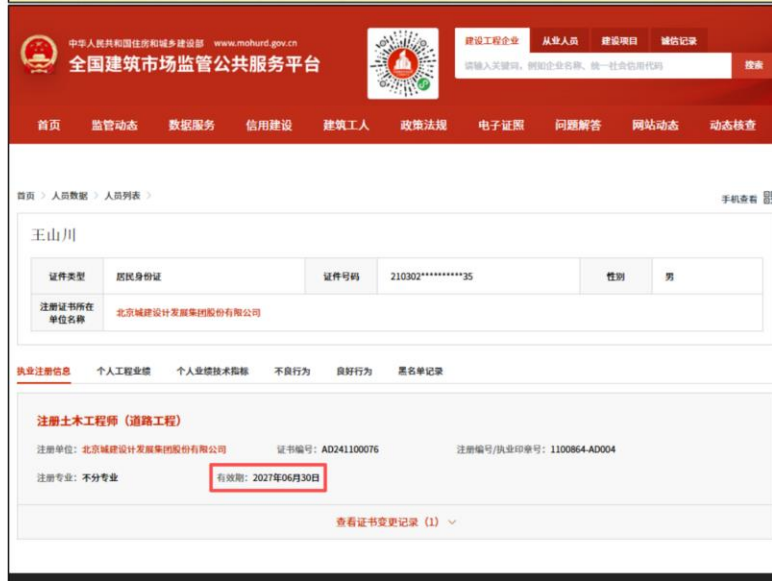 中华人民共和国住房和城乡建设部 www.mohurd.gov.cn
全国建筑市场监管公共服务平台
建设工程企业 从业人员 建设项目 诚信记录
请输入关键词，例如企业名称、统一社会信用代码 搜索
首页 监管动态 数据服务 信用建设 建筑工人 政策法规 电子证照 问题解答 网站动态 动态核查
首页 > 人员数据 > 人员列表 >
手机查看
王山川
证件类型 居民身份证 证件号码 210302**********35 性别 男
注册证书所在
单位名称
北京城建设计发展集团股份有限公司
执业注册信息 个人工程业绩 个人业绩技术指标 不良行为 良好行为 黑名单记录
注册土木工程师（道路工程）
注册单位：北京城建设计发展集团股份有限公司 证书编号：AD241100076 注册编号/执业印章号：1100864-AD004
注册专业：不分专业 有效期：2027年06月30日
查看证书变更记录（1）